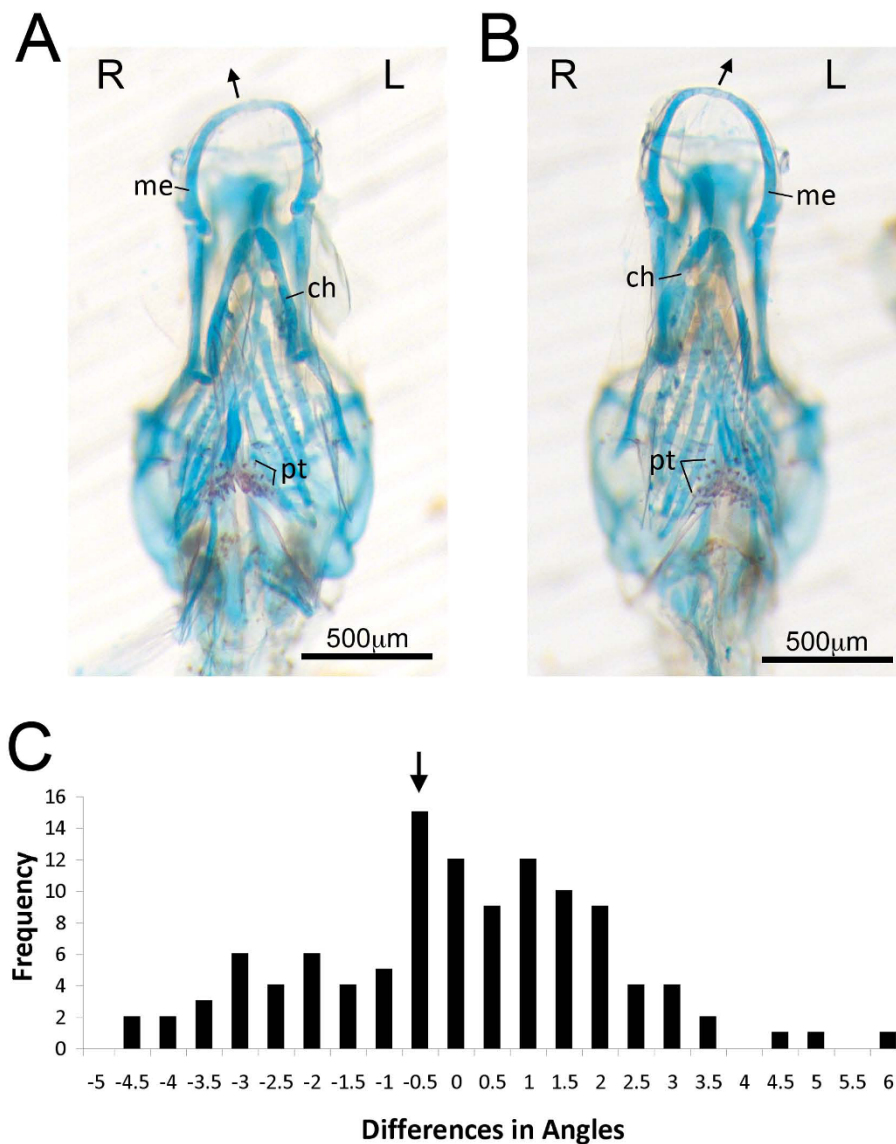 A
B
R
L
R
L
me
me
ch
ch
pt
pt
500μm
500μm
C
16
14
12
10
8
6
4
2
0
Frequency
-5 -4.5 -4 -3.5 -3 -2.5 -2 -1.5 -1 -0.5 0 0.5 1 1.5 2 2.5 3 3.5 4 4.5 5 5.5 6
Differences in Angles